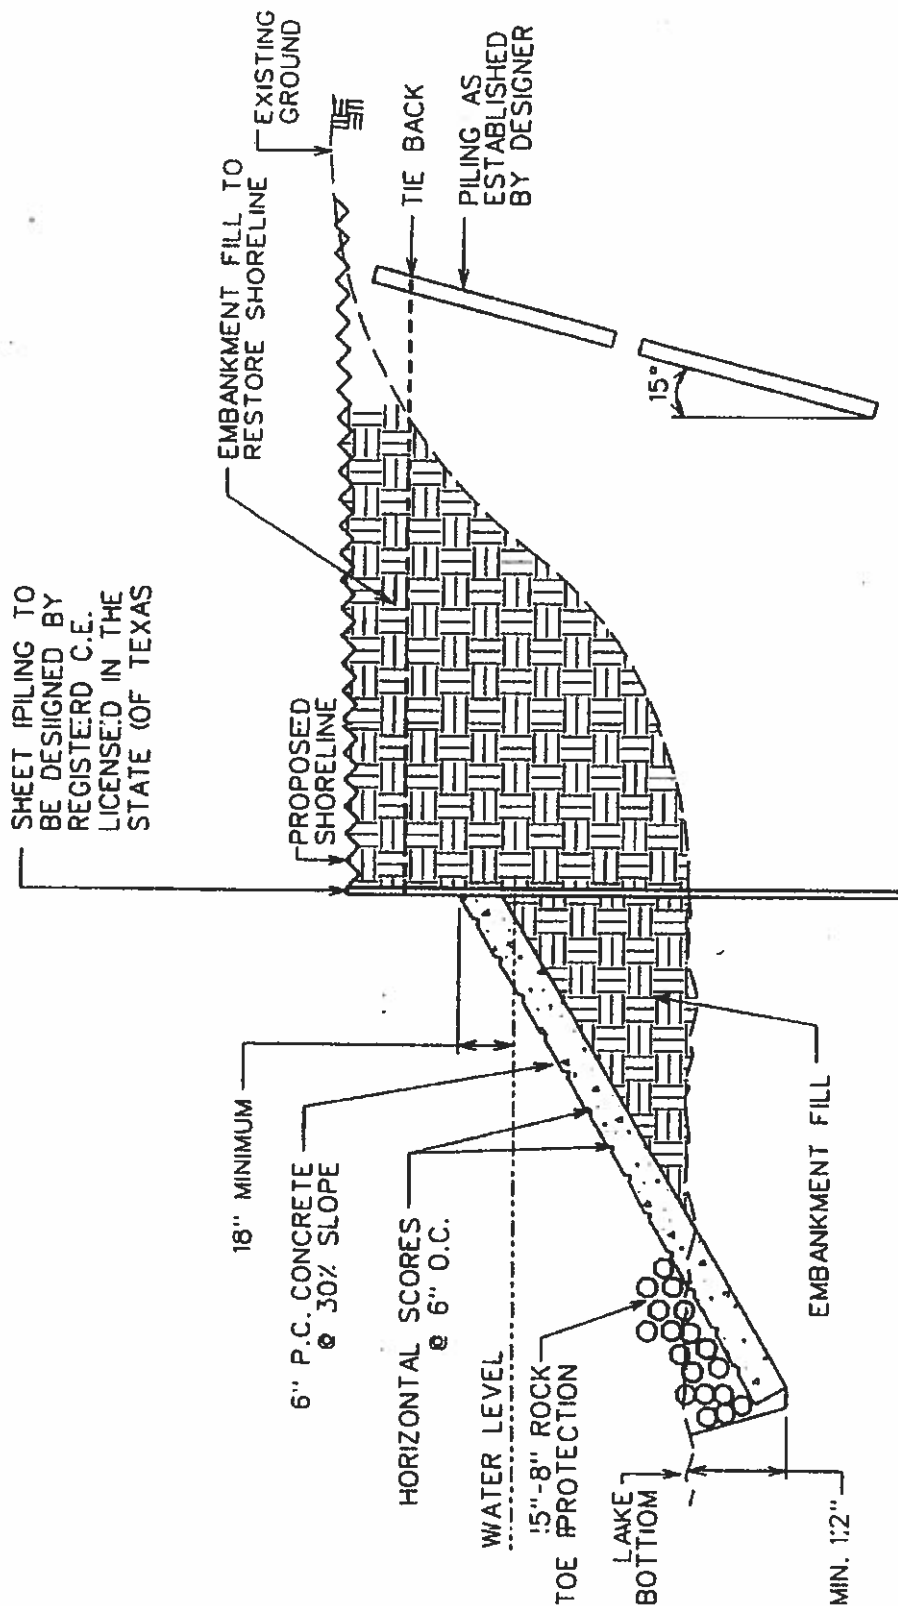 SHEET PILING TO
BE DESIGNED BY
REGISTERD C.E.
LICENSED IN THE
STATE OF TEXAS
EMBANKMENT FILL TO
RESTORE SHORELINE
EXISTING
GROUND
PROPOSED
SHORELINE
TIE BACK
PILING AS
ESTABLISHED
BY DESIGNER
15°
18" MINIMUM
6" P.C. CONCRETE
@ 30% SLOPE
HORIZONTAL SCORES
@ 6" O.C.
WATER LEVEL
5"-8" ROCK
TOE PROTECTION
LAKE
BOTTOM
MIN. 12"
EMBANKMENT FILL